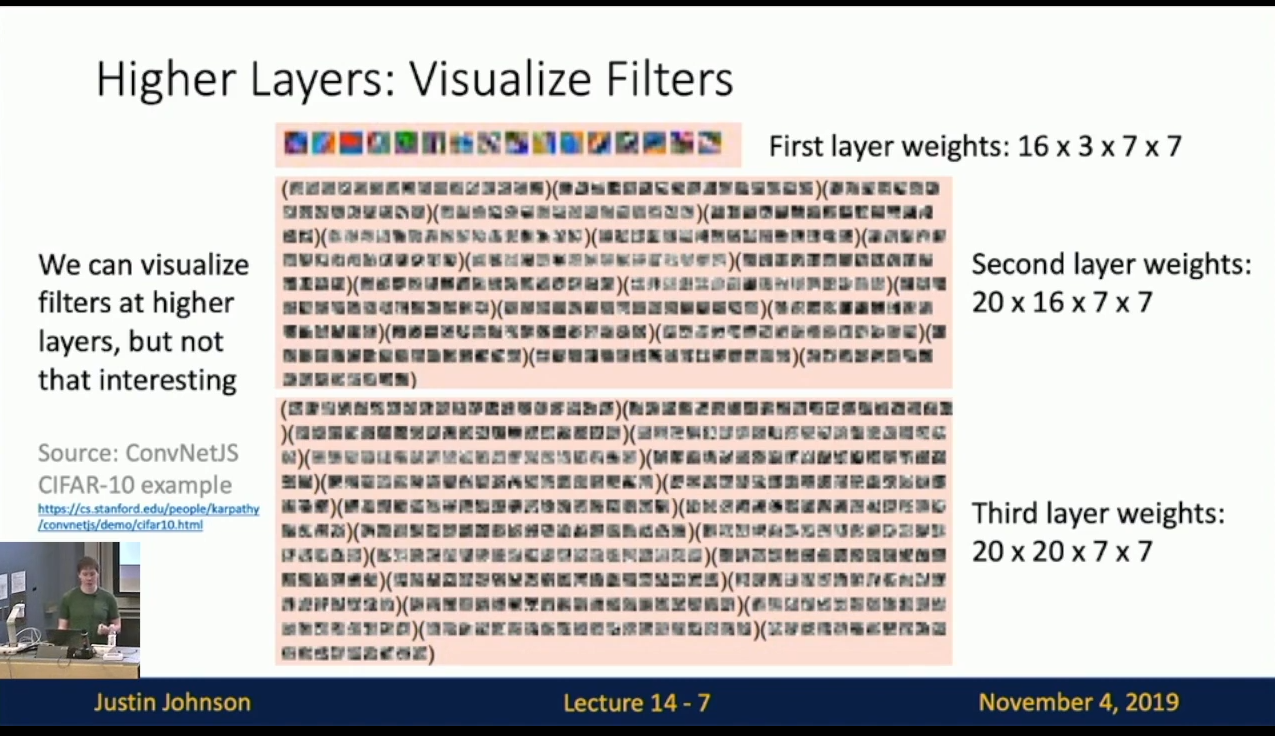 Higher Layers: Visualize Filters
First layer weights: 16 x 3 x 7 x 7
We can visualize
filters at higher
layers, but not
that interesting
Second layer weights:
20 x 16 x 7 x 7
Source: ConvNetJS
CIFAR-10 example
https://cs.stanford.edu/people/karpathy
/convnetjs/demo/cifar10.html
Third layer weights:
20 x 20 x 7 x 7
Justin Johnson
Lecture 14 - 7
November 4, 2019